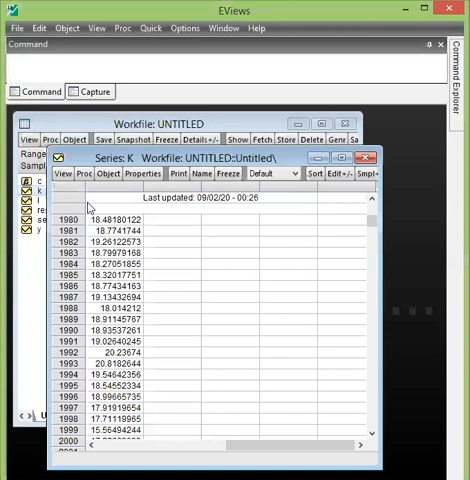 EViews
File Edit Object View Proc Quick Options Window Help
Command
Command Capture
Command Explorer
Workfile: UNTITLED
View Proc Object Save Snapshot Freeze Details+/- Show Fetch Store Delete Genr Sa
Range
Sampl
c
k
l
res
se
y
Series: K Workfile: UNTITLED::Untitled\
View Proc Object Properties Print Name Freeze Default Sort Edit+/- Smpl+
Last updated: 09/02/20 - 00:26
1980 18.48180122
1981 18.7741744
1982 19.26122573
1983 18.79979168
1984 18.27051855
1985 18.32017751
1986 18.77434163
1987 19.13432694
1988 18.014212
1989 18.91145767
1990 18.93537261
1991 19.02640245
1992 20.23674
1993 20.8182644
1994 19.54642356
1995 18.54552334
1996 18.99665735
1997 17.91919654
1998 17.71119965
1999 15.56494244
2000